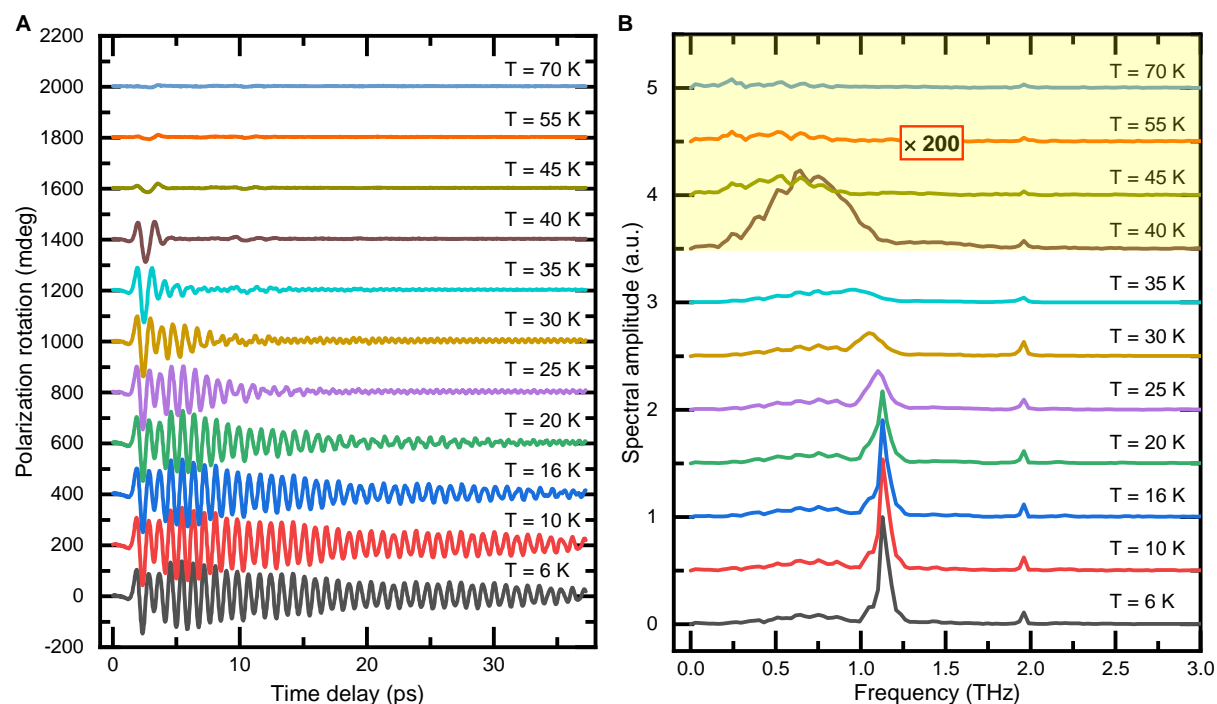 A
2200
2000
1800
1600
1400
1200
1000
800
600
400
200
0
-200
Polarization rotation (mdeg)
T = 70 K
T = 55 K
T = 45 K
T = 40 K
T = 35 K
T = 30 K
T = 25 K
T = 20 K
T = 16 K
T = 10 K
T = 6 K
0 10 20 30
Time delay (ps)
B
5
4
3
2
1
0
Spectral amplitude (a.u.)
T = 70 K
T = 55 K
× 200
T = 45 K
T = 40 K
T = 35 K
T = 30 K
T = 25 K
T = 20 K
T = 16 K
T = 10 K
T = 6 K
0.0 0.5 1.0 1.5 2.0 2.5 3.0
Frequency (THz)